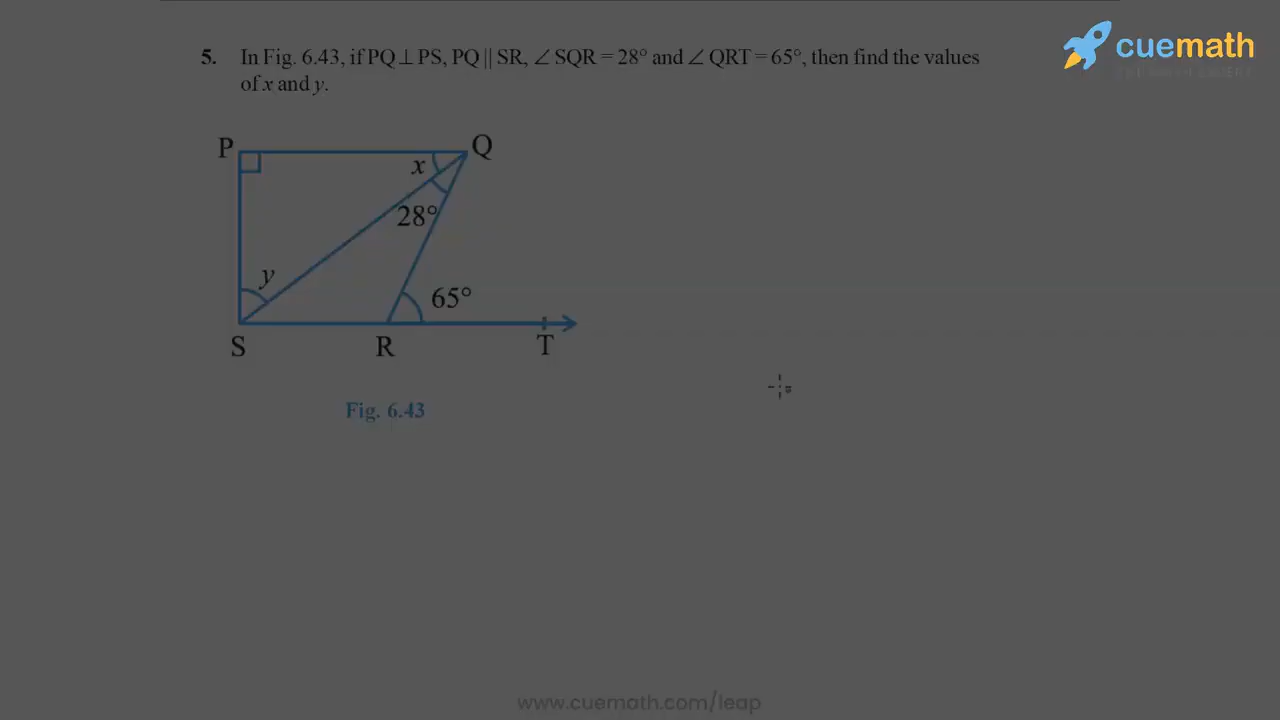 cuemath
5. In Fig. 6.43, if PQ ⊥ PS, PQ || SR, ∠ SQR = 28° and ∠ QRT = 65°, then find the values
of x and y.
P
Q
x
28°
y
65°
S
R
T
Fig. 6.43
www.cuemath.com/leap